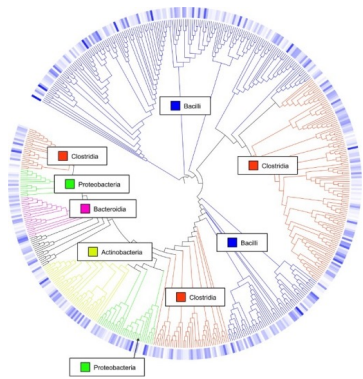 Bacilli
Clostridia
Clostridia
Proteobacteria
Bacteroidia
Bacilli
Actinobacteria
Clostridia
Proteobacteria